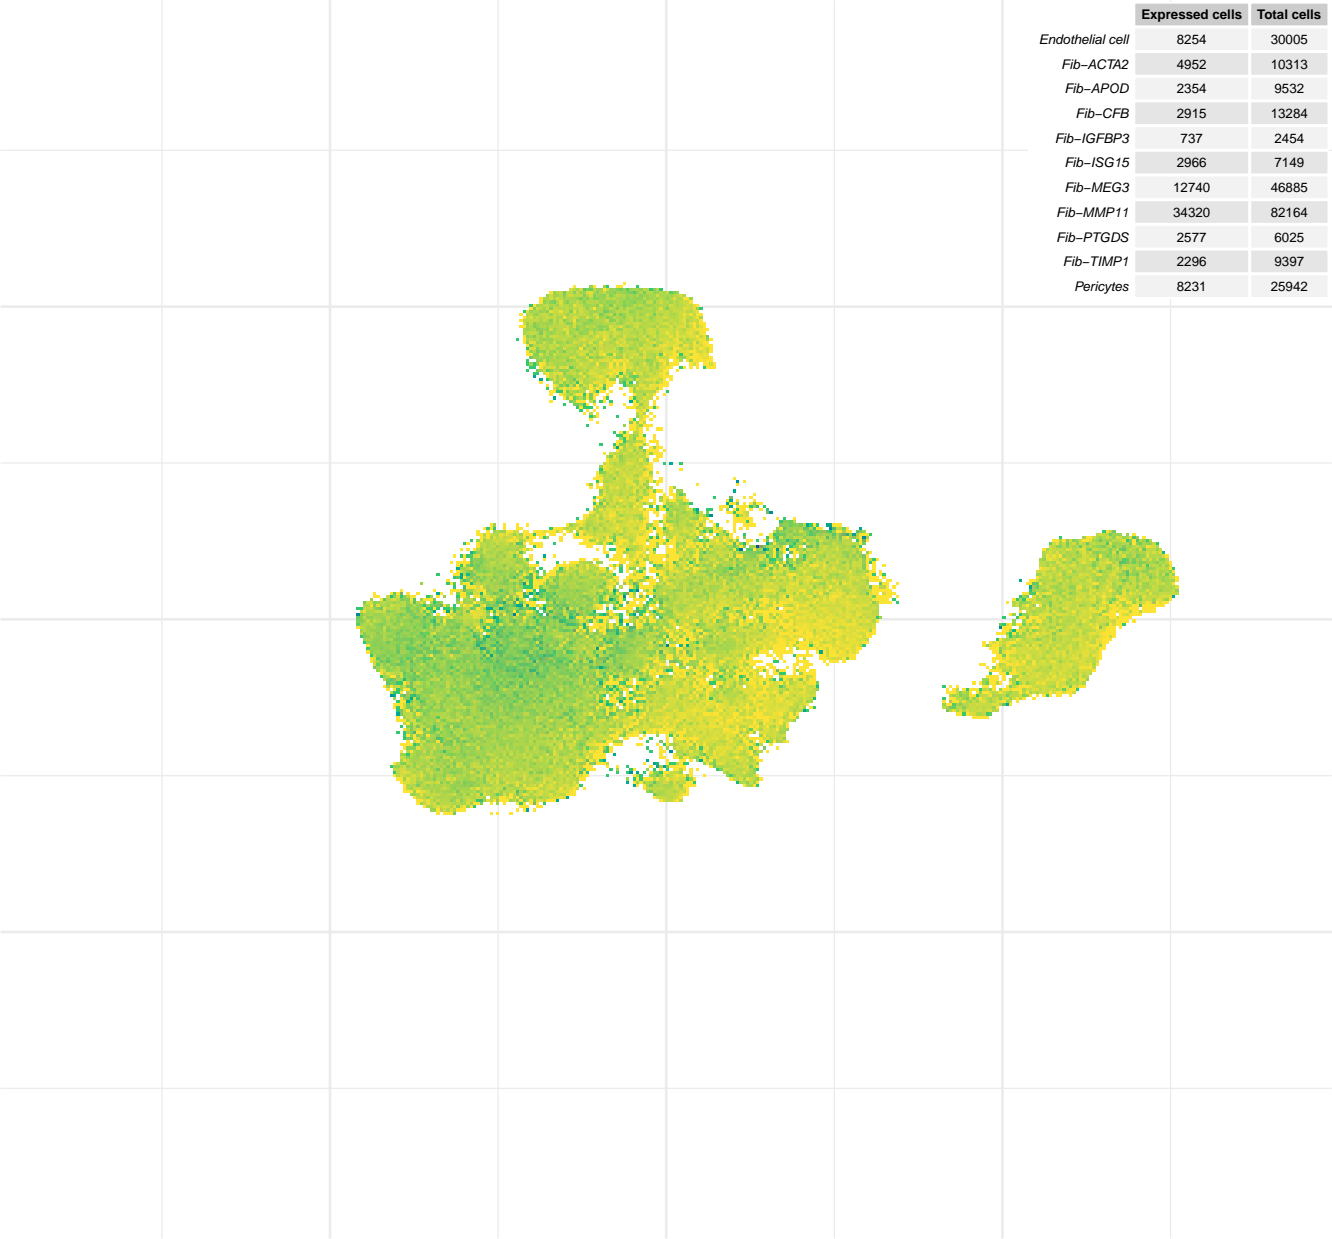 Expressed cells Total cells
Endothelial cell 8254 30005
Fib−ACTA2 4952 10313
Fib−APOD 2354 9532
Fib−CFB 2915 13284
Fib−IGFBP3 737 2454
Fib−ISG15 2966 7149
Fib−MEG3 12740 46885
Fib−MMP11 34320 82164
Fib−PTGDS 2577 6025
Fib−TIMP1 2296 9397
Pericytes 8231 25942